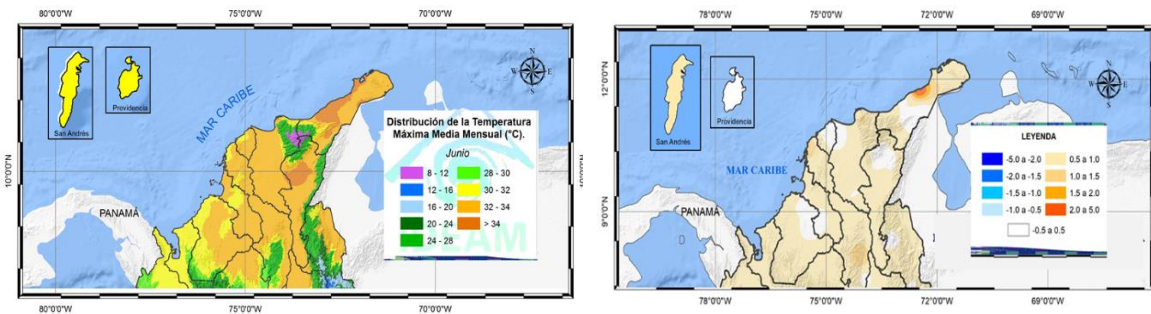 80°0'0"O 75°0'0"O 70°0'0"O
San Andrés
Providencia
MAR CARIBE
N
W E
S
10°0'0"N
PANAMÁ
Distribución de la Temperatura
Máxima Media Mensual (°C).
Junio
8 - 12 28 - 30
12 - 16 30 - 32
16 - 20 32 - 34
20 - 24 > 34
24 - 28
80°0'0"O 75°0'0"O 70°0'0"O
78°0'0"O 75°0'0"O 72°0'0"O 69°0'0"O
San Andrés
Providencia
N
W E
S
12°0'0"N
MAR CARIBE
9°0'0"N
PANAMÁ
LEYENDA
-5.0 a -2.0 0.5 a 1.0
-2.0 a -1.5 1.0 a 1.5
-1.5 a -1.0 1.5 a 2.0
-1.0 a -0.5 2.0 a 5.0
-0.5 a 0.5
78°0'0"O 75°0'0"O 72°0'0"O 69°0'0"O